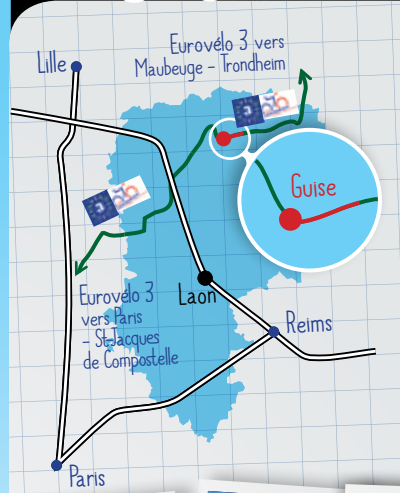 Eurovélo 3 vers
Maubeuge - Trondheim
Lille
Guise
Laon
Eurovélo 3
vers Paris
- St-Jacques
de Compostelle
Reims
Paris